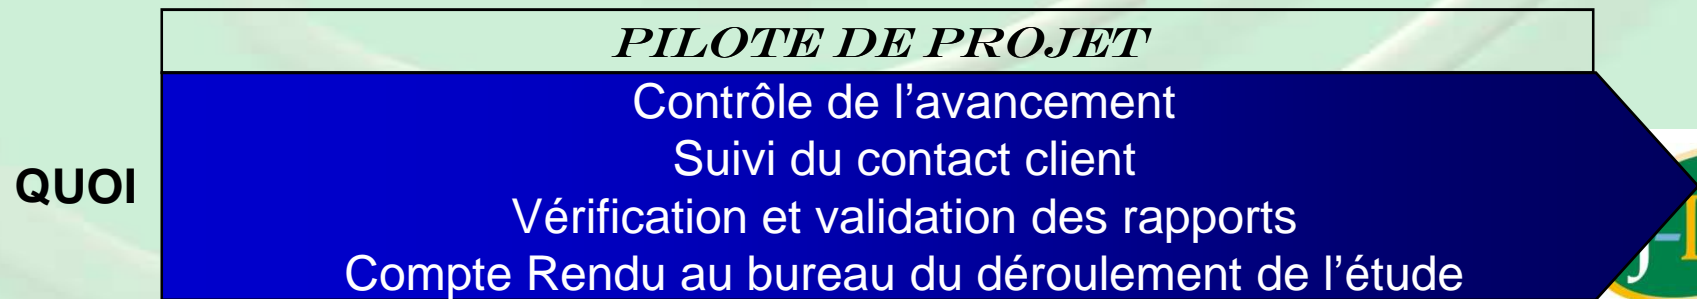 PILOTE DE PROJET
QUOI
Contrôle de l’avancement
Suivi du contact client
Vérification et validation des rapports
Compte Rendu au bureau du déroulement de l’étude